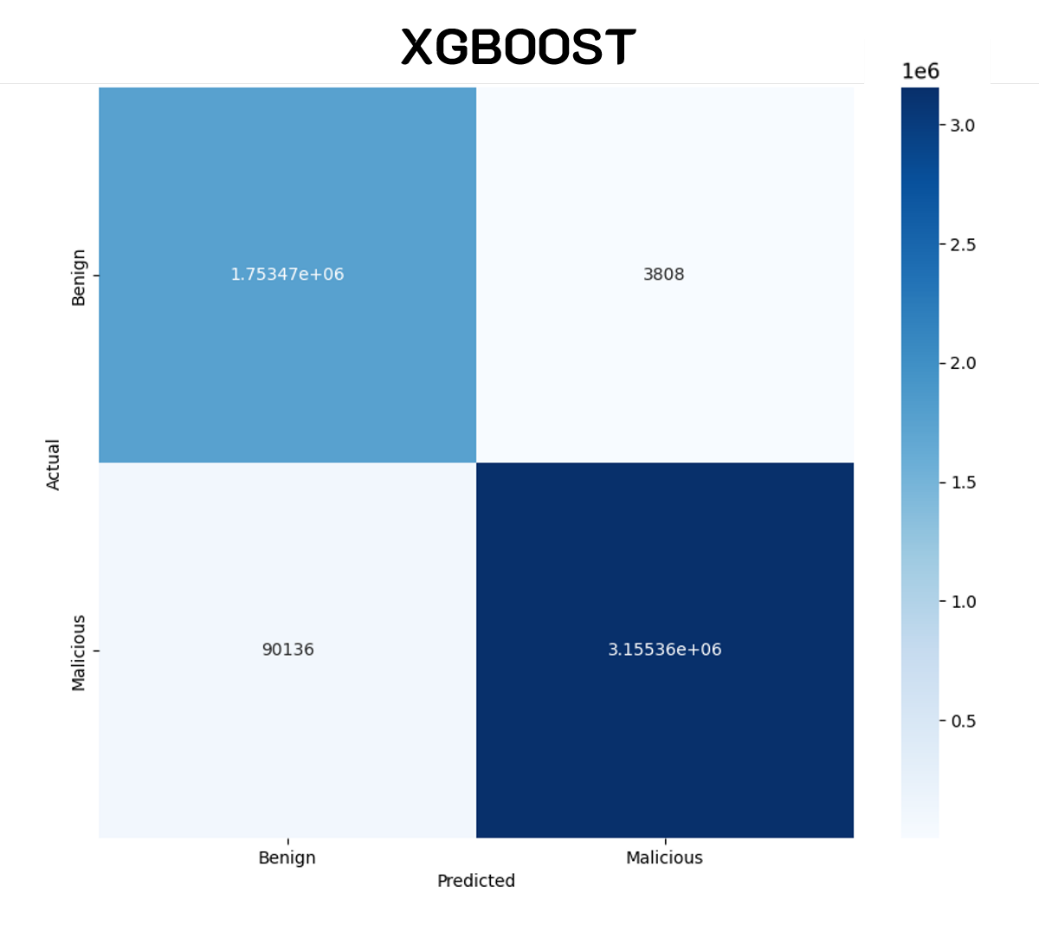 XGBOOST
1e6
3.0
2.5
2.0
1.5
1.0
0.5
Actual
Benign
Malicious
1.75347e+06
3808
90136
3.15536e+06
Benign
Malicious
Predicted